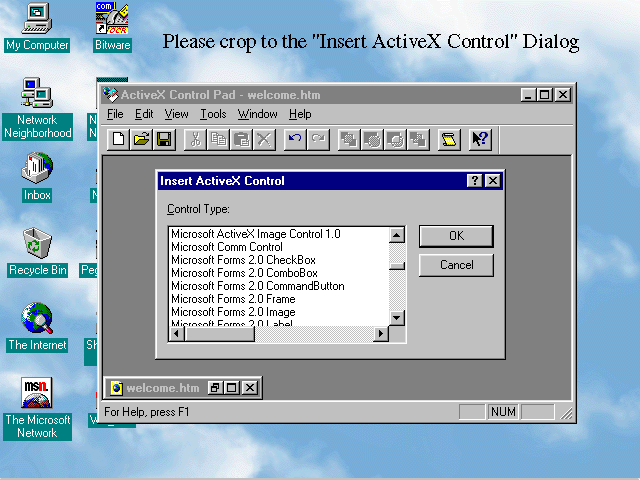 Please crop to the "Insert ActiveX Control" Dialog
My Computer
Bitware
Network
Neighborhood
Inbox
Recycle Bin
The Internet
The Microsoft
Network
msn.
com
OCR
ActiveX Control Pad - welcome.htm
File Edit View Tools Window Help
Insert ActiveX Control
Control Type:
Microsoft ActiveX Image Control 1.0
Microsoft Comm Control
Microsoft Forms 2.0 CheckBox
Microsoft Forms 2.0 ComboBox
Microsoft Forms 2.0 CommandButton
Microsoft Forms 2.0 Frame
Microsoft Forms 2.0 Image
Microsoft Forms 2.0 Label
OK
Cancel
welcome.htm
For Help, press F1
NUM